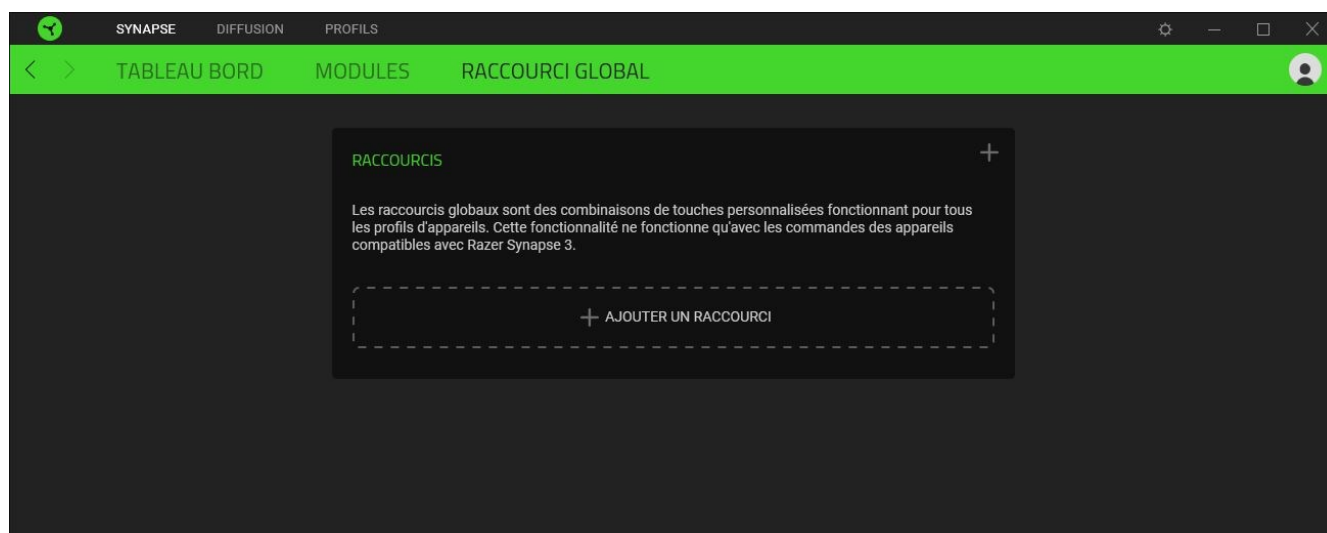 SYNAPSE DIFFUSION PROFILS
TABLEAU BORD MODULES RACCOURCI GLOBAL
RACCOURCIS
Les raccourcis globaux sont des combinaisons de touches personnalisées fonctionnant pour tous
les profils d'appareils. Cette fonctionnalité ne fonctionne qu'avec les commandes des appareils
compatibles avec Razer Synapse 3.
AJOUTER UN RACCOURCI